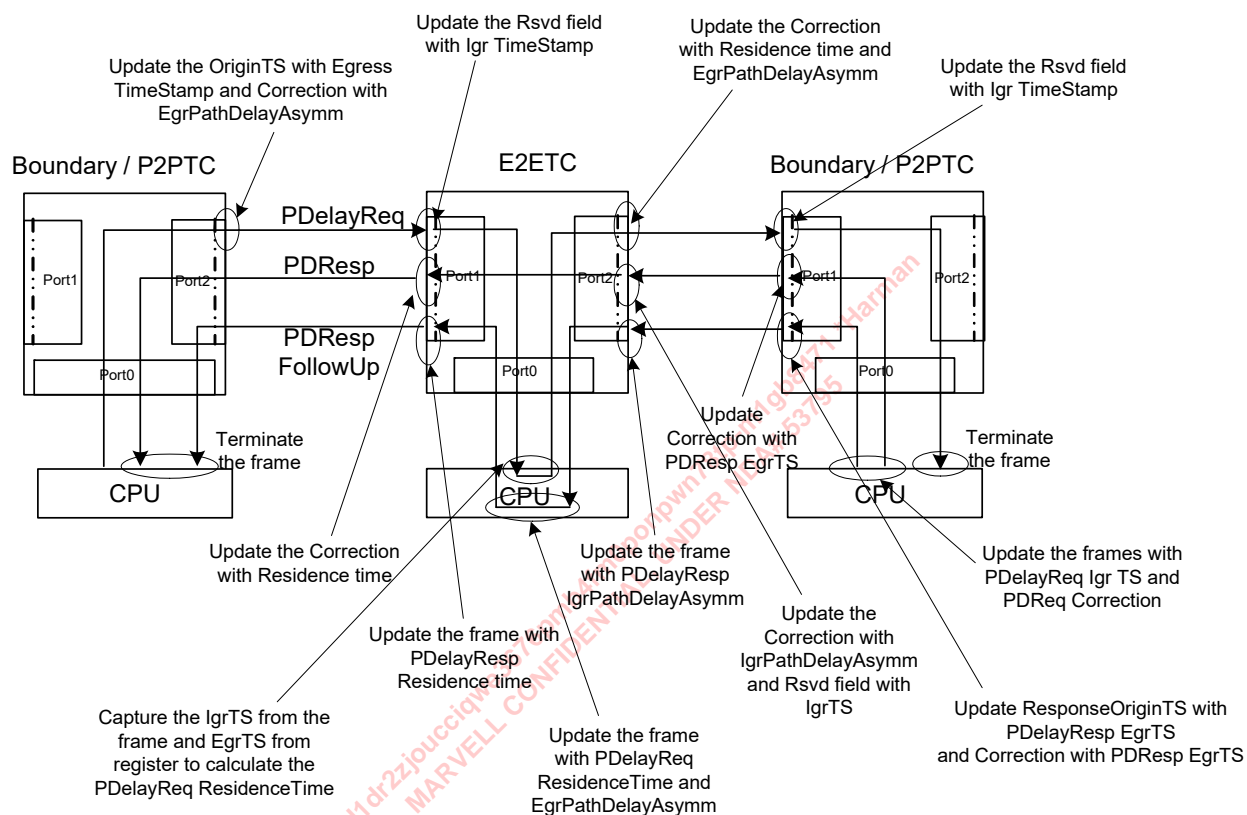 Update the Rsvd field
with Igr TimeStamp
Update the Correction
with Residence time and
EgrPathDelayAsymm
Update the OriginTS with Egress
TimeStamp and Correction with
EgrPathDelayAsymm
Update the Rsvd field
with Igr TimeStamp
Boundary / P2PTC
E2ETC
Boundary / P2PTC
PDelayReq
PDResp
PDResp
FollowUp
Port1
Port2
Port0
Port1
Port2
Port0
Port1
Port2
Port0
Terminate
the frame
CPU
CPU
CPU
Update
Correction with
PDResp EgrTS
Terminate
the frame
Update the Correction
with Residence time
Update the frame
with PDelayResp
IgrPathDelayAsymm
Update the frames with
PDelayReq Igr TS and
PDReq Correction
Update the frame with
PDelayResp
Residence time
Update the
Correction with
IgrPathDelayAsymm
and Rsvd field with
IgrTS
Capture the IgrTS from the
frame and EgrTS from
register to calculate the
PDelayReq ResidenceTime
Update the frame
with PDelayReq
ResidenceTime and
EgrPathDelayAsymm
Update ResponseOriginTS with
PDelayResp EgrTS
and Correction with PDResp EgrTS
MARVELL CONFIDENTIAL UNDER NDA# 53795